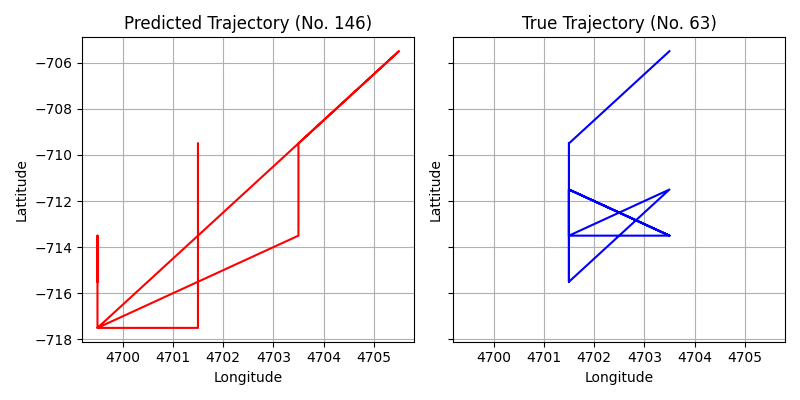 Predicted Trajectory (No. 146)
True Trajectory (No. 63)
−706
−708
−710
−712
−714
−716
−718
Lattitude
Lattitude
4700 4701 4702 4703 4704 4705
4700 4701 4702 4703 4704 4705
Longitude
Longitude